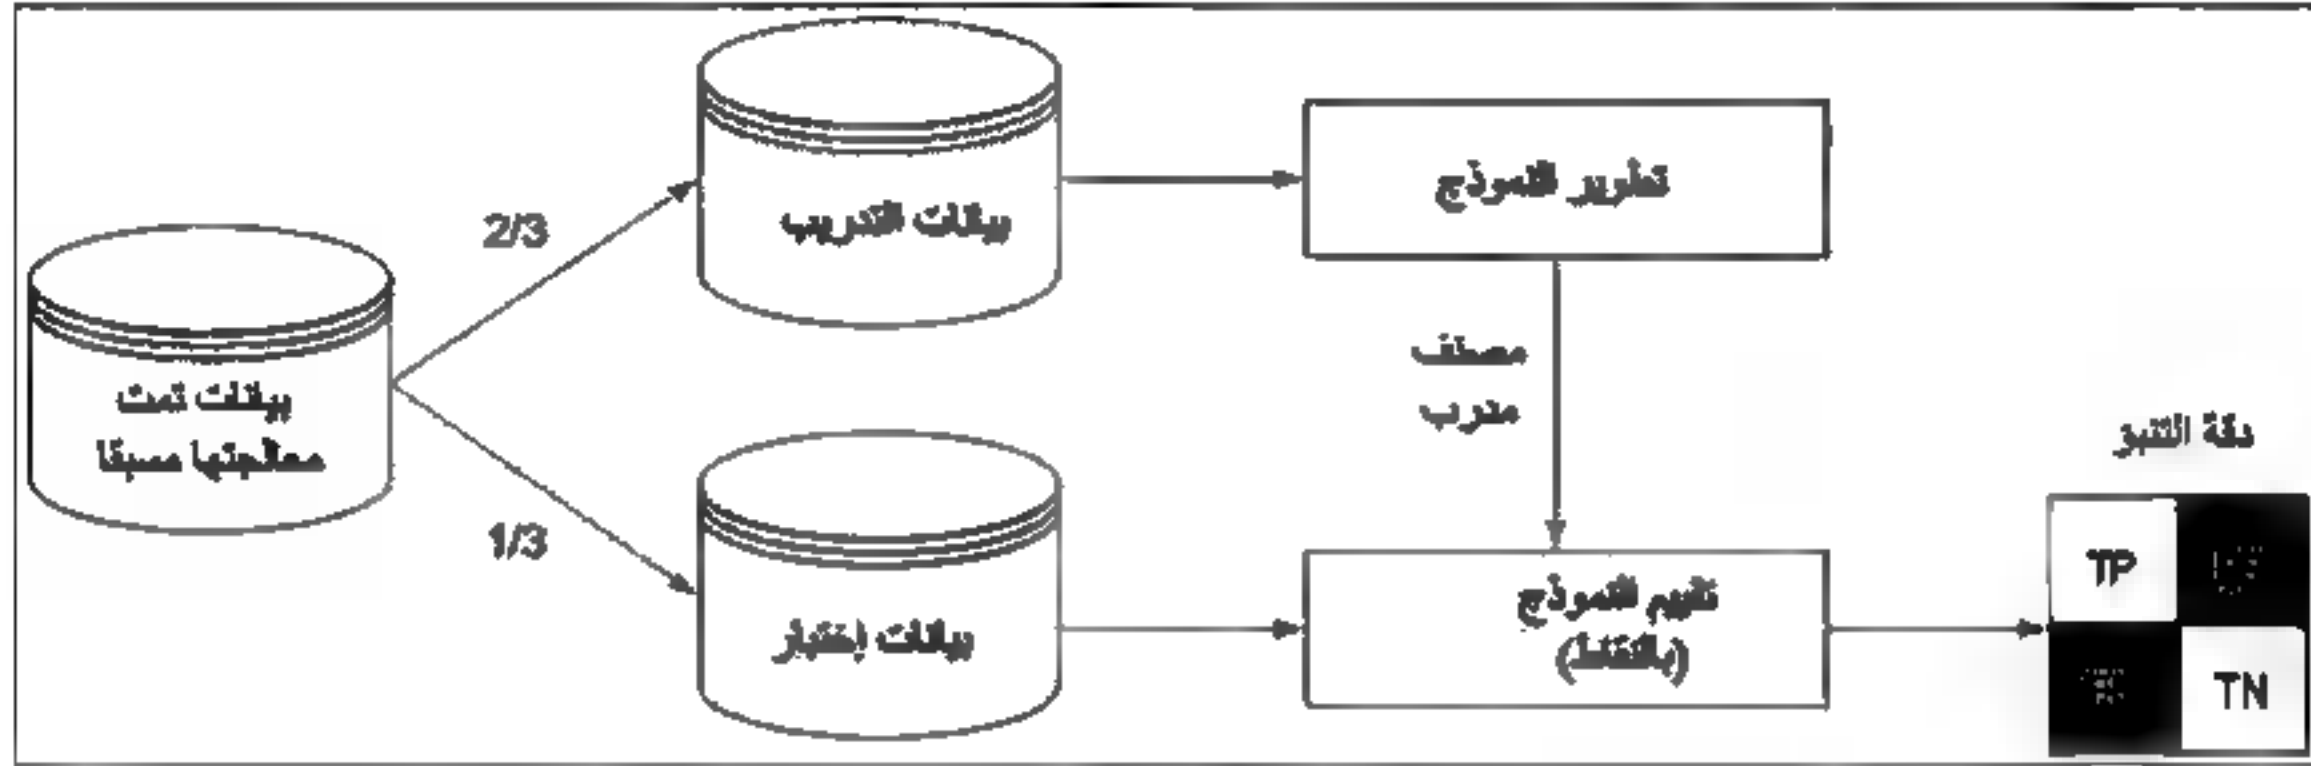 بيانات تمت
معالجتها مسبقا
2/3
1/3
بيانات التدريب
بيانات إختبار
تطوير النموذج
مصنف
مدرب
تقييم النموذج
(بالنقاط)
دقة التنبؤ
TP
TN